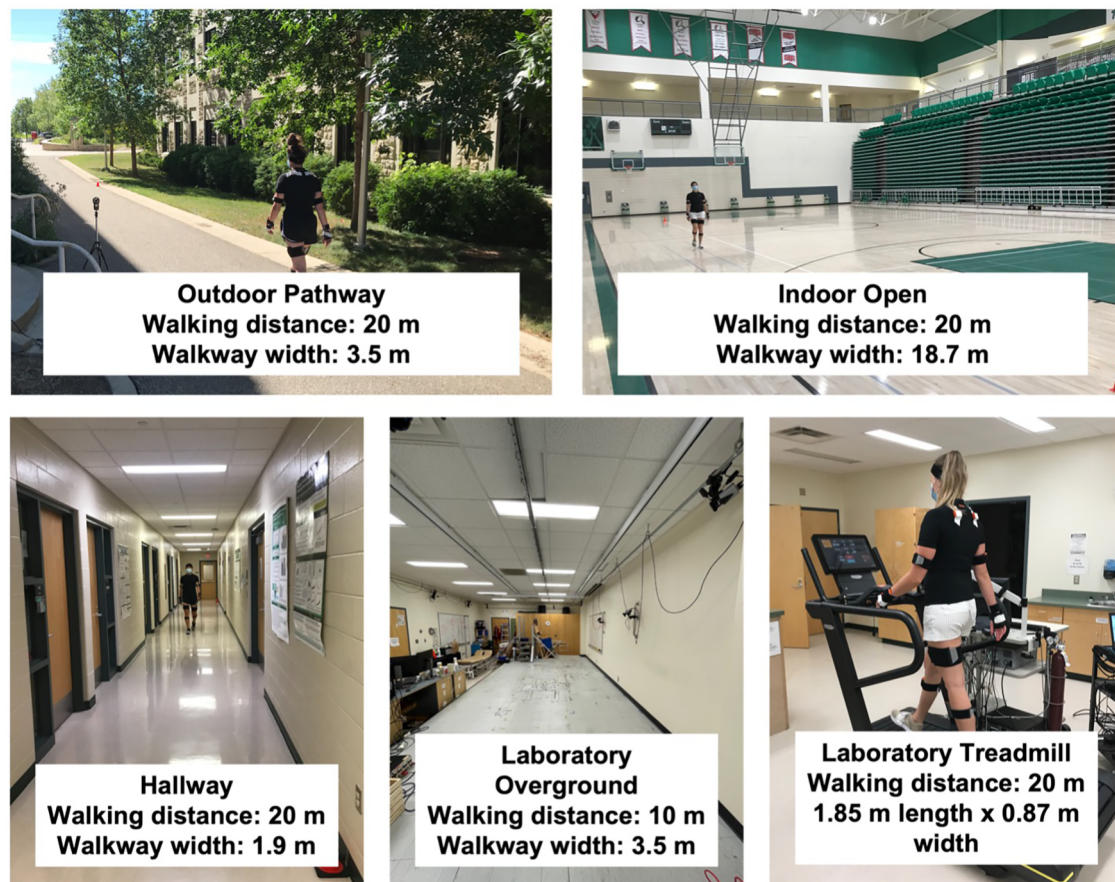 Outdoor Pathway
Walking distance: 20 m
Walkway width: 3.5 m
Indoor Open
Walking distance: 20 m
Walkway width: 18.7 m
Hallway
Walking distance: 20 m
Walkway width: 1.9 m
Laboratory
Overground
Walking distance: 10 m
Walkway width: 3.5 m
Laboratory Treadmill
Walking distance: 20 m
1.85 m length x 0.87 m
width